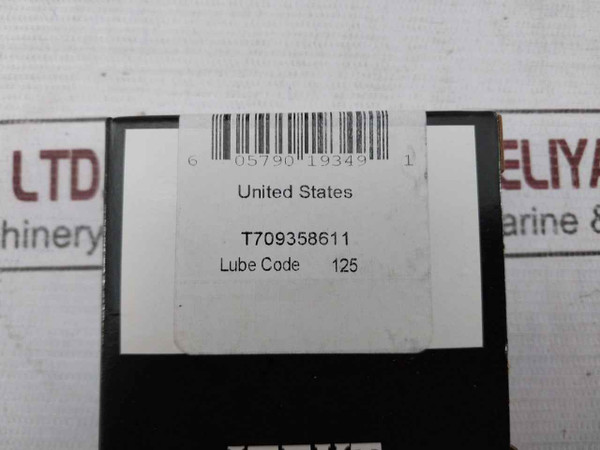 6 05790 19349 1
United States
T709358611
Lube Code 125
LTD
ELIYA
hinery
arine &